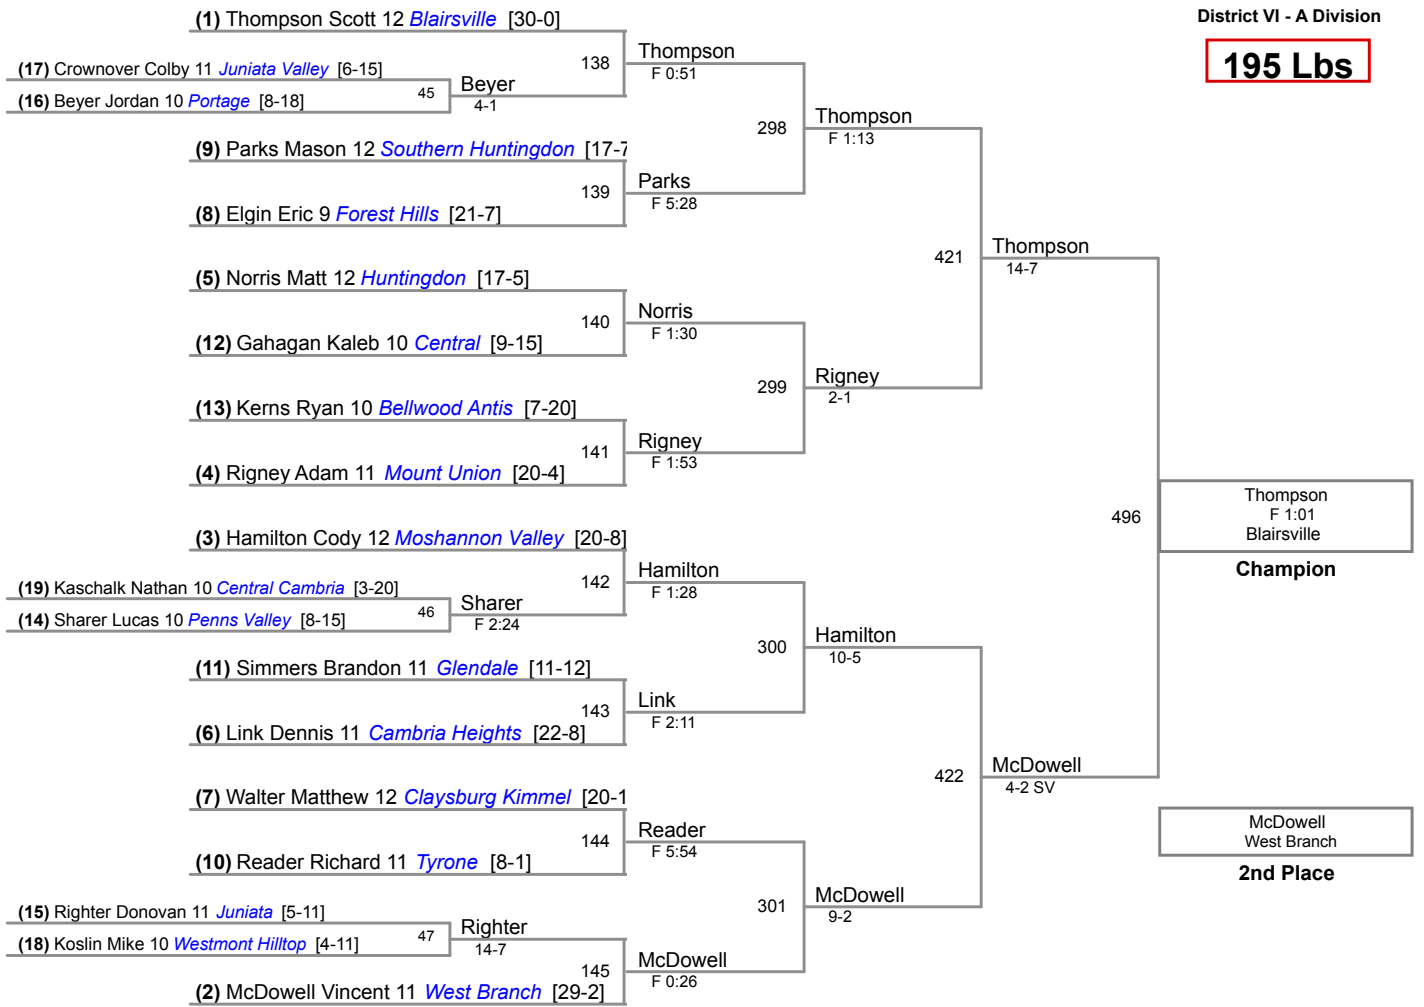 District VI - A Division
195 Lbs
(1) Thompson Scott 12 Blairsville [30-0]
138
Thompson
F 0:51
(17) Crownover Colby 11 Juniata Valley [6-15]
45
Beyer
4-1
(16) Beyer Jordan 10 Portage [8-18]
298
Thompson
F 1:13
(9) Parks Mason 12 Southern Huntingdon [17-7
139
Parks
F 5:28
(8) Elgin Eric 9 Forest Hills [21-7]
421
Thompson
14-7
(5) Norris Matt 12 Huntingdon [17-5]
140
Norris
F 1:30
(12) Gahagan Kaleb 10 Central [9-15]
299
Rigney
2-1
(13) Kerns Ryan 10 Bellwood Antis [7-20]
141
Rigney
F 1:53
(4) Rigney Adam 11 Mount Union [20-4]
496
Thompson
F 1:01
Blairsville
Champion
(3) Hamilton Cody 12 Moshannon Valley [20-8]
142
Hamilton
F 1:28
(19) Kaschalk Nathan 10 Central Cambria [3-20]
46
Sharer
F 2:24
(14) Sharer Lucas 10 Penns Valley [8-15]
300
Hamilton
10-5
(11) Simmers Brandon 11 Glendale [11-12]
143
Link
F 2:11
(6) Link Dennis 11 Cambria Heights [22-8]
422
McDowell
4-2 SV
(7) Walter Matthew 12 Claysburg Kimmel [20-1
144
Reader
F 5:54
(10) Reader Richard 11 Tyrone [8-1]
McDowell
West Branch
2nd Place
301
McDowell
9-2
(15) Righter Donovan 11 Juniata [5-11]
47
Righter
14-7
(18) Koslin Mike 10 Westmont Hilltop [4-11]
145
McDowell
F 0:26
(2) McDowell Vincent 11 West Branch [29-2]